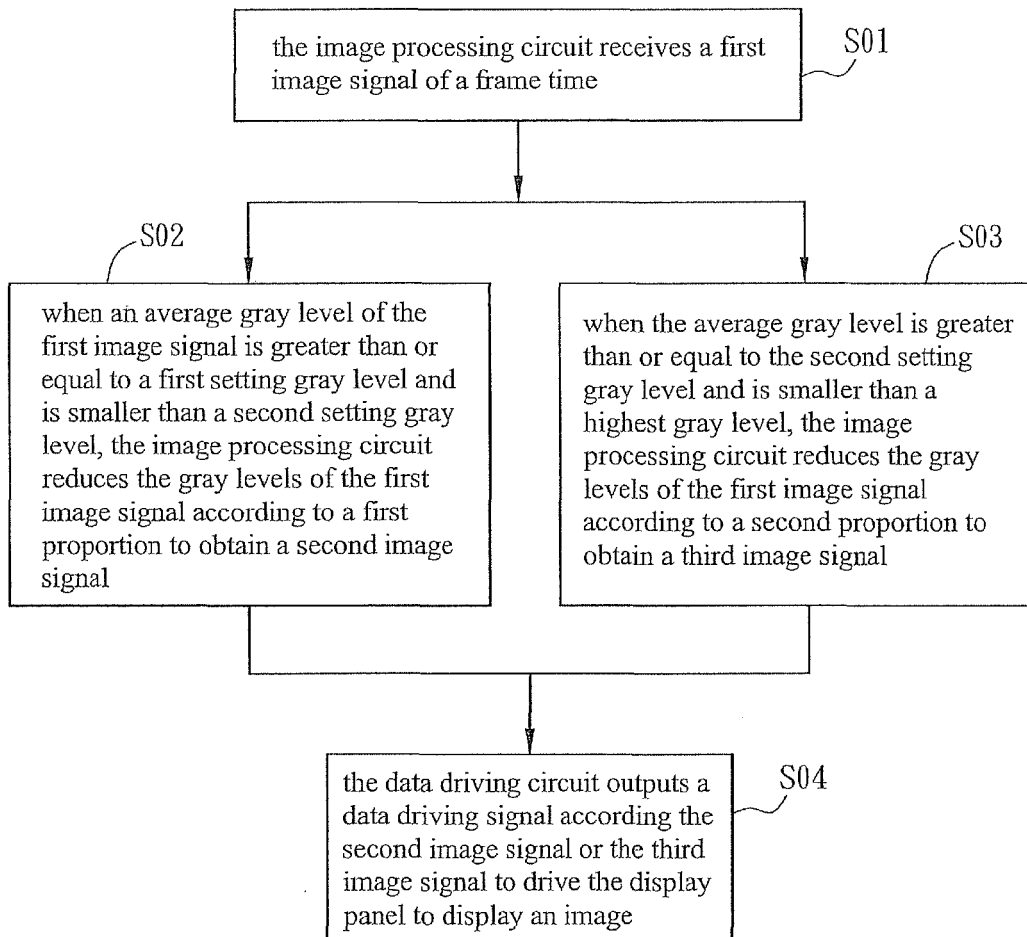 the image processing circuit receives a first
image signal of a frame time
S01
S02
when an average gray level of the
first image signal is greater than or
equal to a first setting gray level and
is smaller than a second setting gray
level, the image processing circuit
reduces the gray levels of the first
image signal according to a first
proportion to obtain a second image
signal
S03
when the average gray level is greater
than or equal to the second setting
gray level and is smaller than a
highest gray level, the image
processing circuit reduces the gray
levels of the first image signal
according to a second proportion to
obtain a third image signal
the data driving circuit outputs a
data driving signal according the
second image signal or the third
image signal to drive the display
panel to display an image
S04